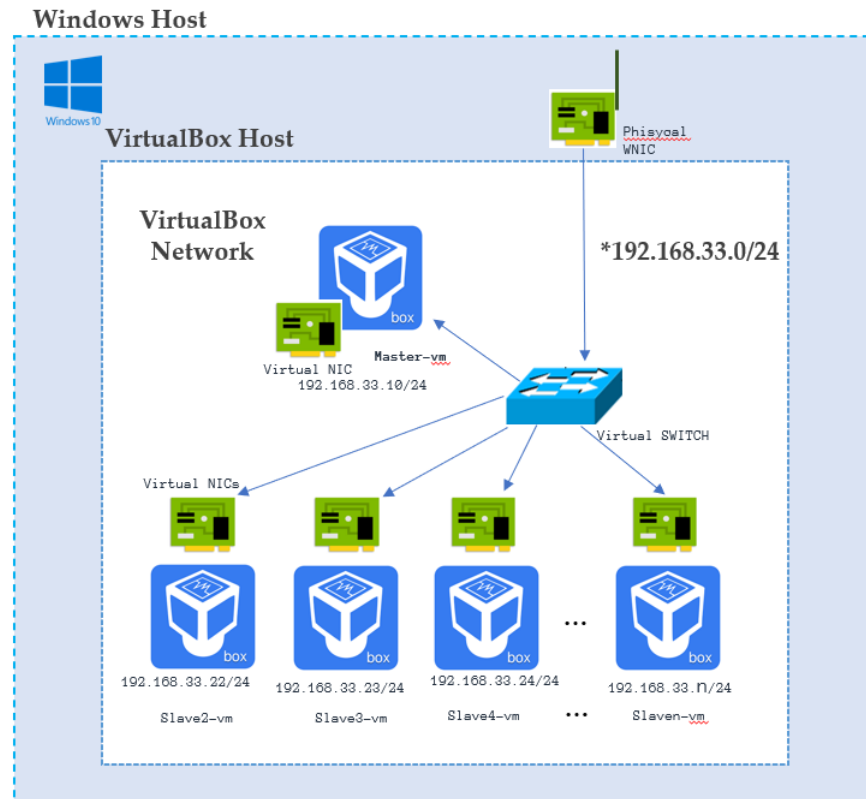 Windows Host
Windows 10
VirtualBox Host
Phisycal
WNIC
VirtualBox
Network
*192.168.33.0/24
box
Master-vm
Virtual NIC
192.168.33.10/24
Virtual SWITCH
Virtual NICs
box
box
box
...
box
192.168.33.22/24
192.168.33.23/24
192.168.33.24/24
192.168.33.n/24
Slave2-vm
Slave3-vm
Slave4-vm
...
Slaven-vm